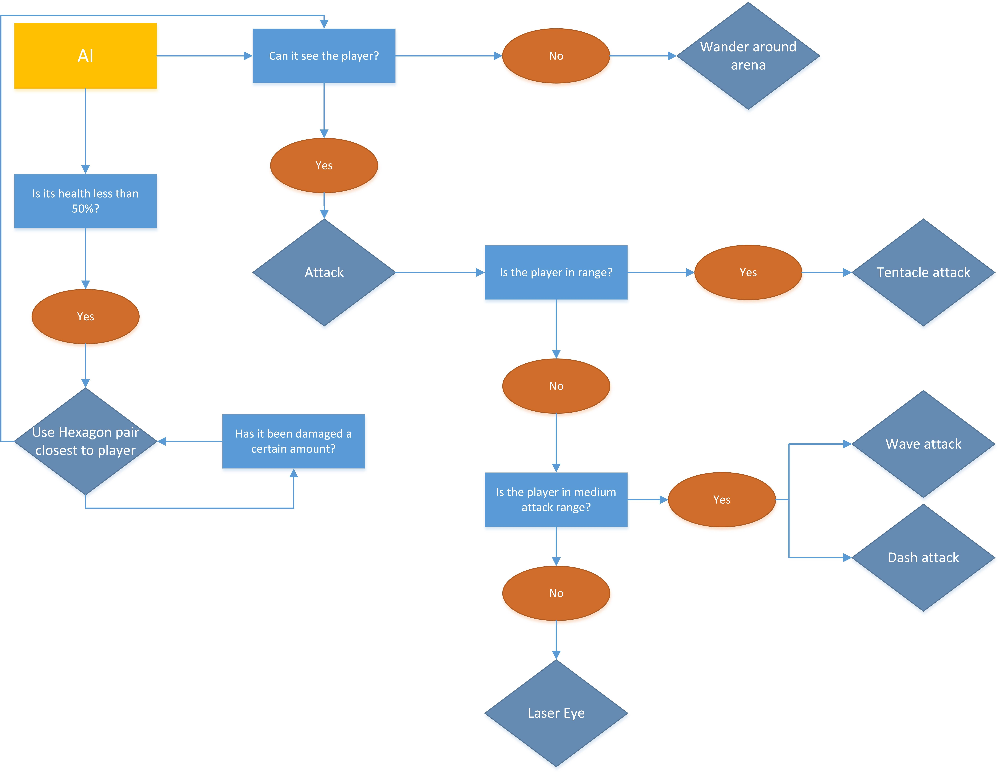 AI
Can it see the player?
No
Wander around
arena
Yes
Is its health less than
50%?
Attack
Is the player in range?
Yes
Tentacle attack
Yes
No
Use Hexagon pair
closest to player
Has it been damaged a
certain amount?
Wave attack
Is the player in medium
attack range?
Yes
Dash attack
No
Laser Eye